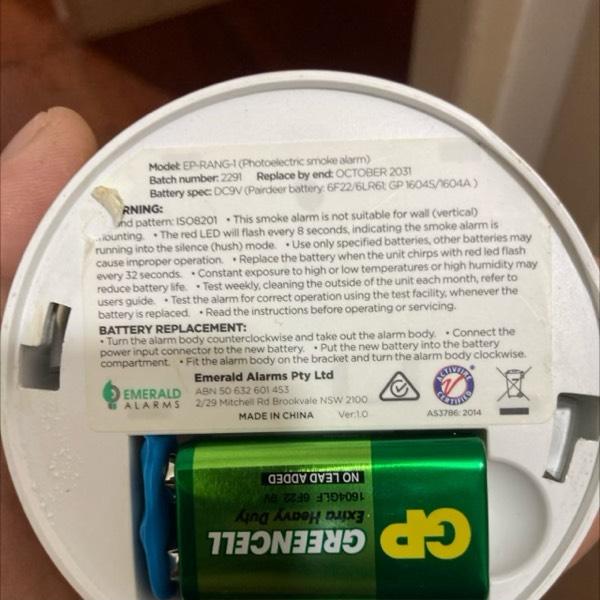 Model: EP-RANG-1 (Photoelectric smoke alarm)
Batch number: 2291 Replace by end: OCTOBER 2031
Battery spec: DC9V (Pairdeer battery: 6F22/6LR61; GP 1604S/1604A )
RNING:
nd pattern: ISO8201 • This smoke alarm is not suitable for wall (vertical)
ounting. • The red LED will flash every 8 seconds, indicating the smoke alarm is
running into the silence (hush) mode. • Use only specified batteries, other batteries may
cause improper operation. • Replace the battery when the unit chirps with red led flash
every 32 seconds. • Constant exposure to high or low temperatures or high humidity may
reduce battery life. • Test weekly, cleaning the outside of the unit each month, refer to
users guide. • Test the alarm for correct operation using the test facility, whenever the
battery is replaced. • Read the instructions before operating or servicing.
BATTERY REPLACEMENT:
• Turn the alarm body counterclockwise and take out the alarm body. • Connect the
power input connector to the new battery. • Put the new battery into the battery
compartment. • Fit the alarm body on the bracket and turn the alarm body clockwise.
EMERALD
ALARMS
Emerald Alarms Pty Ltd
ABN 50 632 601 453
2/29 Mitchell Rd Brookvale NSW 2100
MADE IN CHINA Ver:1.0
ACTIVFIRE
CERTIFIED
AS3786: 2014
GP
GREENCELL
Extra Heavy Duty
1604GLF 6F22 9V
NO LEAD ADDED